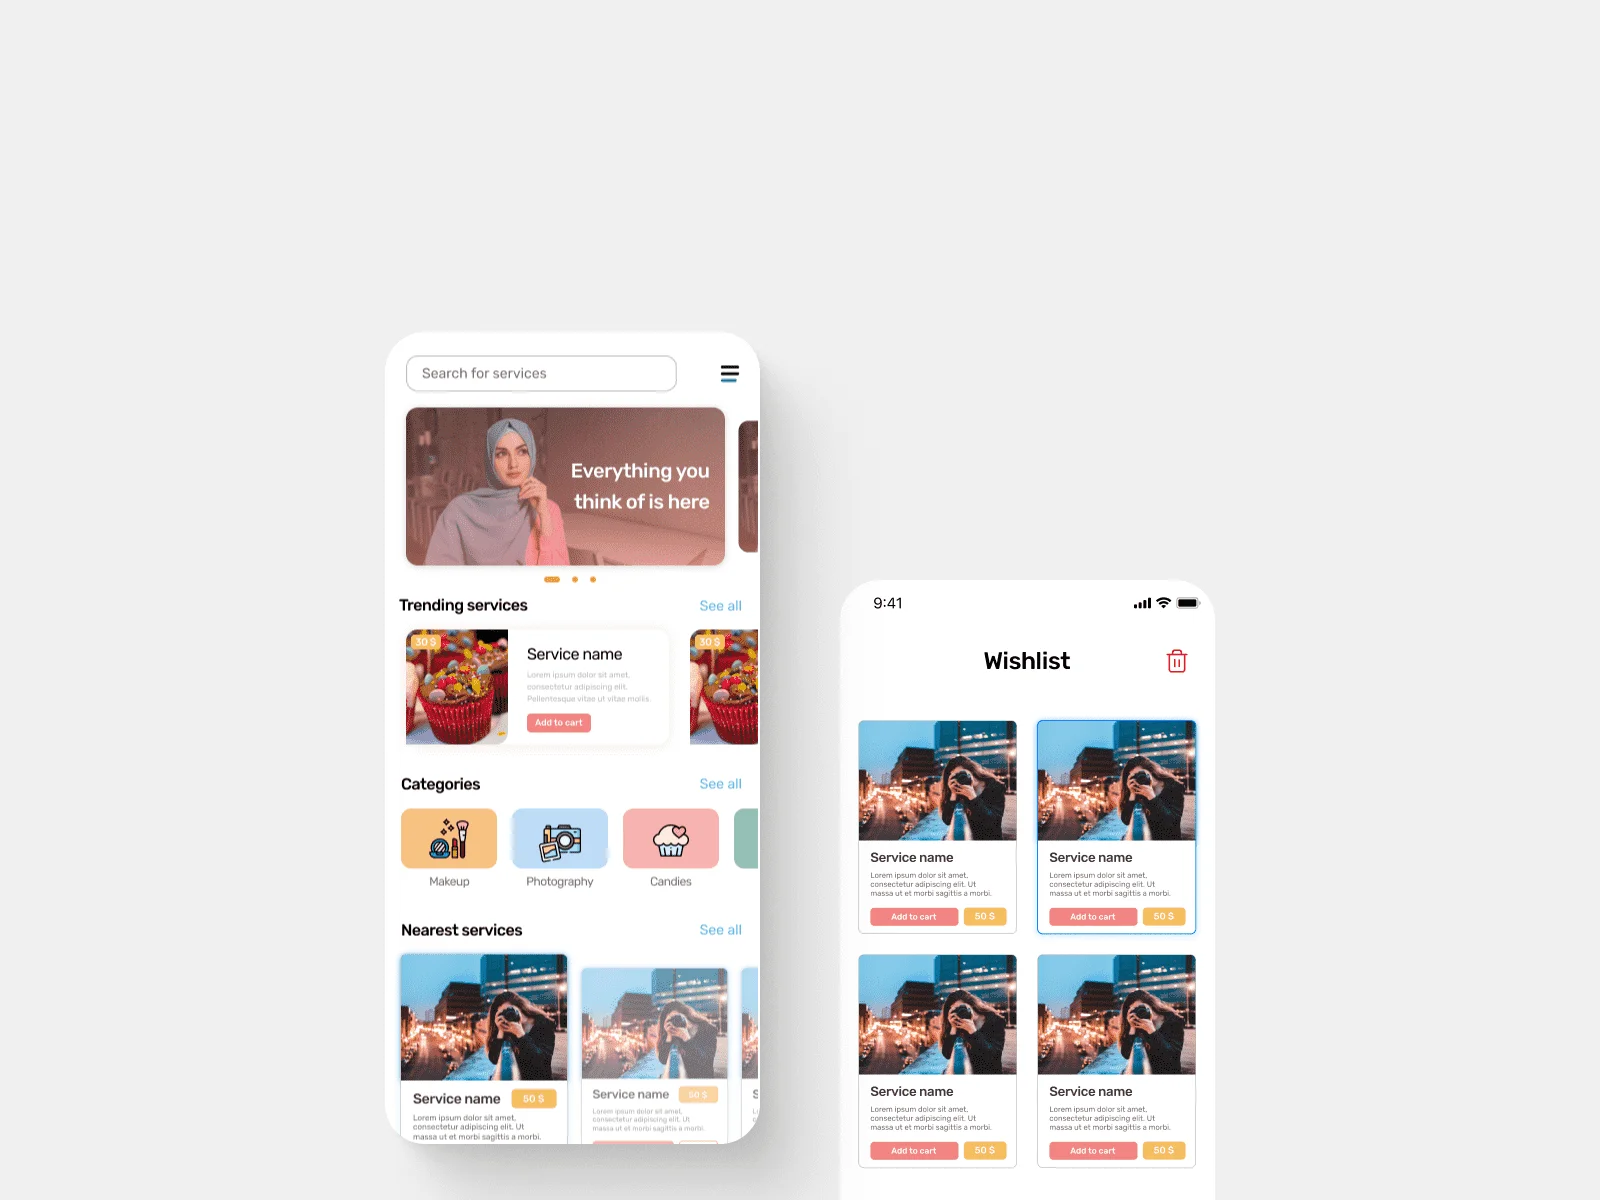 Search for services
Everything you
think of is here
Trending services
See all
30 $
Service name
Lorem ipsum dolor sit amet,
consectetur adipiscing elit.
Pellentesque vitae ut vitae mollis.
Add to cart
30 $
Categories
See all
Makeup
Photography
Candies
Nearest services
See all
Service name
50 $
Lorem ipsum dolor sit amet,
consectetur adipiscing elit. Ut
massa ut et morbi sagittis a morbi.
Service name
50 $
Lorem ipsum dolor sit amet,
consectetur adipiscing elit. Ut
massa ut et morbi sagittis a morbi.
S
9:41
Wishlist
Service name
Lorem ipsum dolor sit amet,
consectetur adipiscing elit. Ut
massa ut et morbi sagittis a morbi.
Add to cart
50 $
Service name
Lorem ipsum dolor sit amet,
consectetur adipiscing elit. Ut
massa ut et morbi sagittis a morbi.
Add to cart
50 $
Service name
Lorem ipsum dolor sit amet,
consectetur adipiscing elit. Ut
massa ut et morbi sagittis a morbi.
Add to cart
50 $
Service name
Lorem ipsum dolor sit amet,
consectetur adipiscing elit. Ut
massa ut et morbi sagittis a morbi.
Add to cart
50 $